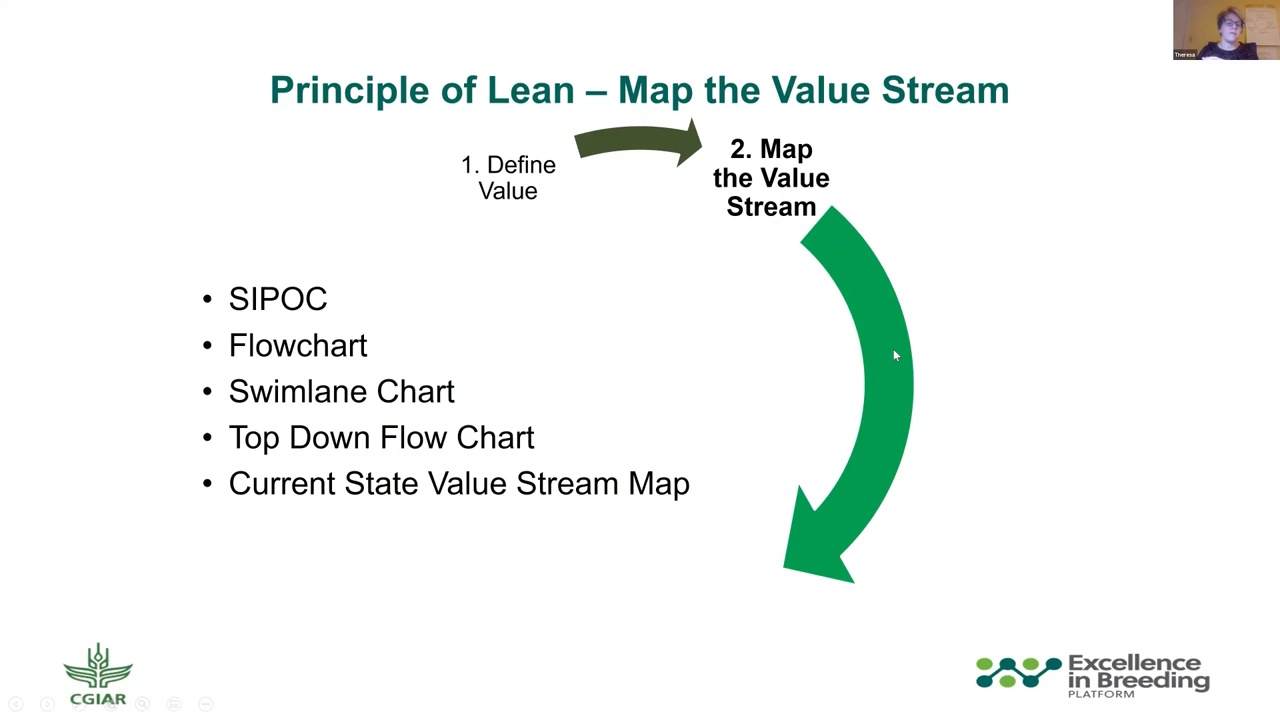 Theresa
Principle of Lean – Map the Value Stream
1. Define
Value
2. Map
the Value
Stream
• SIPOC
• Flowchart
• Swimlane Chart
• Top Down Flow Chart
• Current State Value Stream Map
CGIAR
Excellence
in Breeding
PLATFORM